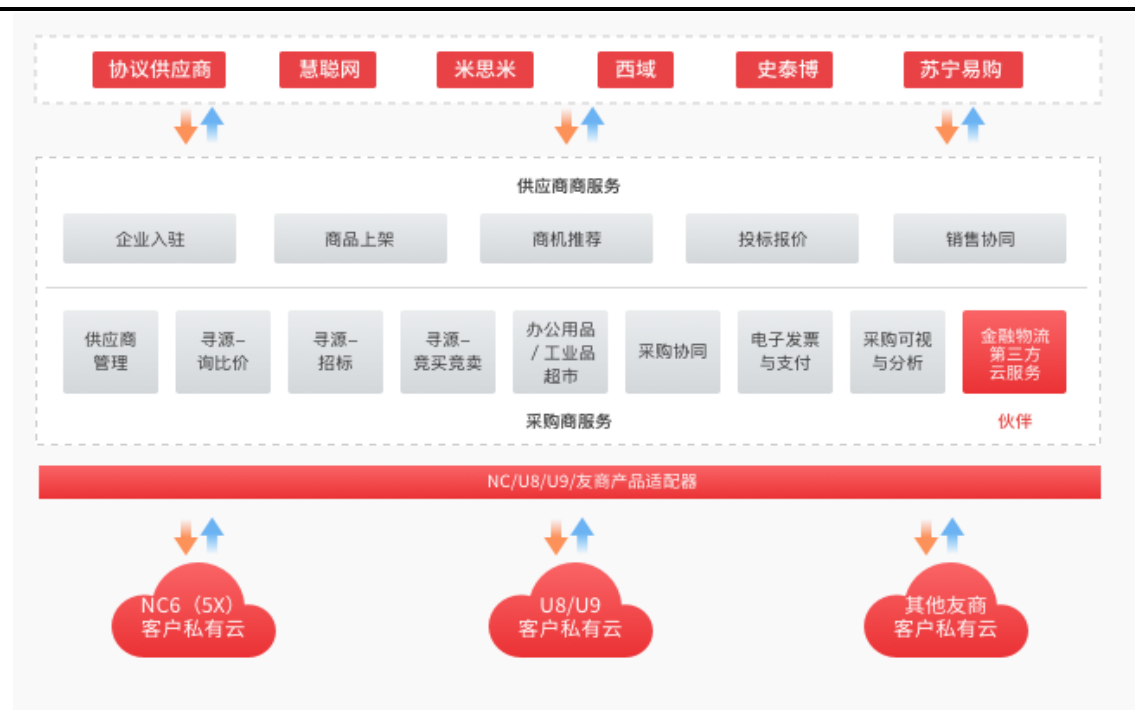 协议供应商
慧聪网
米思米
西域
史泰博
苏宁易购
供应商商服务
企业入驻
商品上架
商机推荐
投标报价
销售协同
供应商
管理
寻源–
询比价
寻源–
招标
寻源–
竞买竞卖
办公用品
/ 工业品
超市
采购协同
电子发票
与支付
采购可视
与分析
金融物流
第三方
云服务
采购商服务
伙伴
NC/U8/U9/友商产品适配器
NC6（5X）
客户私有云
U8/U9
客户私有云
其他友商
客户私有云